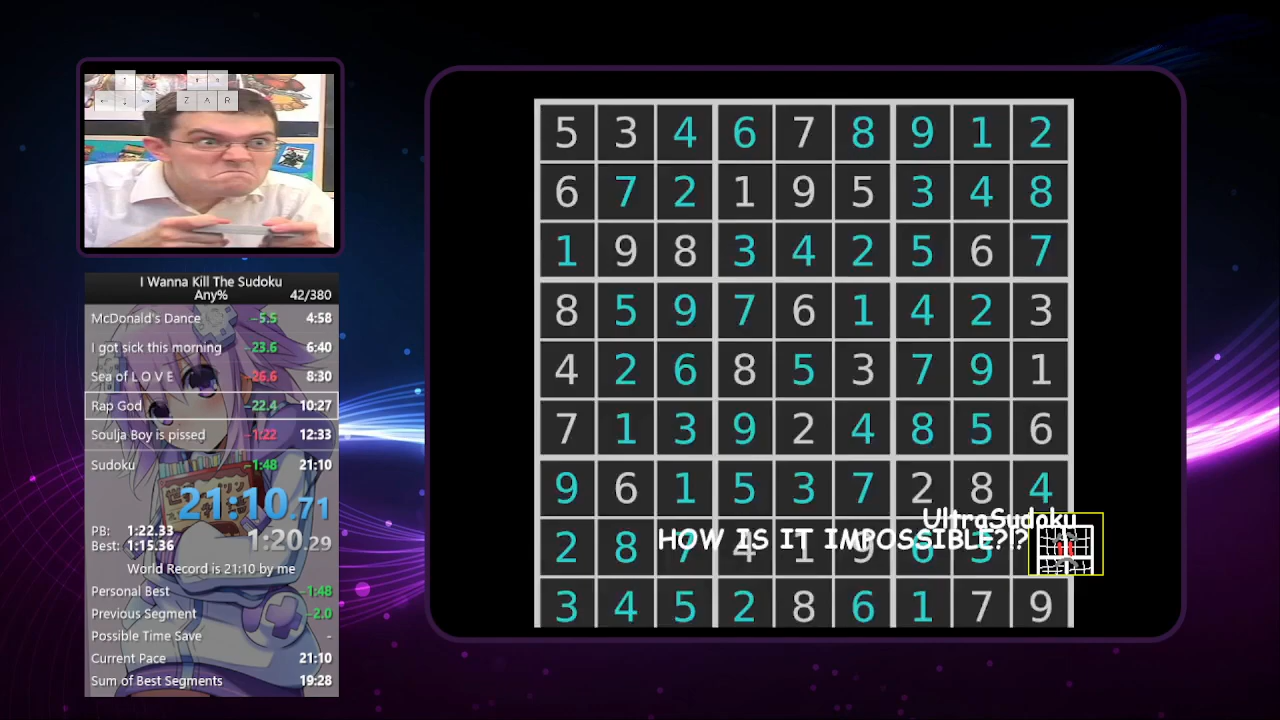 ↑
← ↓ →
Z A R
I Wanna Kill The Sudoku
Any% 42/380
McDonald's Dance −5.5 4:58
I got sick this morning −23.6 6:40
Sea of L O V E −26.6 8:30
Rap God −22.4 10:27
Soulja Boy is pissed −1:22 12:33
Sudoku −1:48 21:10
21:10.71
PB: 1:22.33
Best: 1:15.36
1:20.29
World Record is 21:10 by me
Personal Best −1:48
Previous Segment −2.0
Possible Time Save -
Current Pace 21:10
Sum of Best Segments 19:28
5 3 4 6 7 8 9 1 2
6 7 2 1 9 5 3 4 8
1 9 8 3 4 2 5 6 7
8 5 9 7 6 1 4 2 3
4 2 6 8 5 3 7 9 1
7 1 3 9 2 4 8 5 6
9 6 1 5 3 7 2 8 4
UltraSudoku
2 8 7 4 1 9 6 3
HOW IS IT IMPOSSIBLE?!?
3 4 5 2 8 6 1 7 9